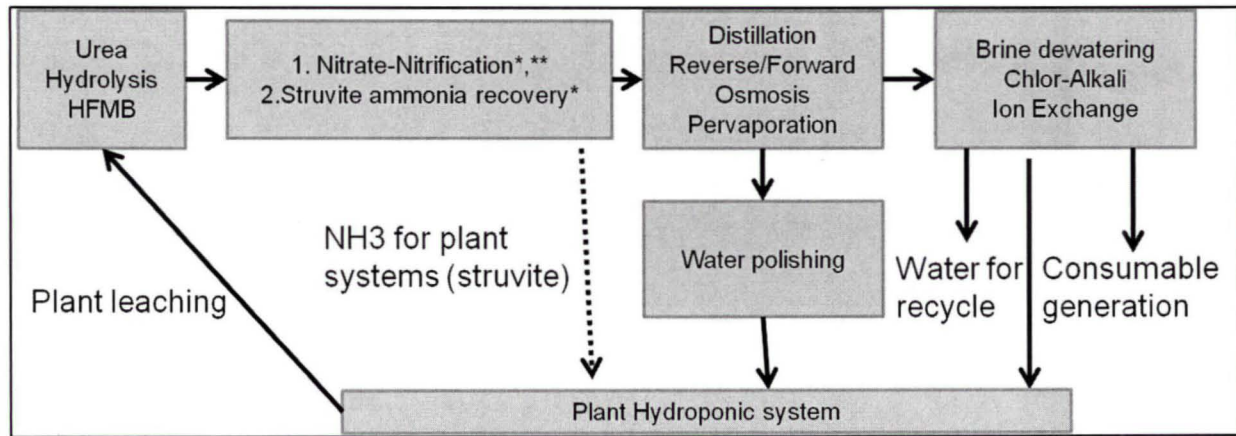 Urea
Hydrolysis
HFMB
1. Nitrate-Nitrification*,**
2.Struvite ammonia recovery*
Distillation
Reverse/Forward
Osmosis
Pervaporation
Brine dewatering
Chlor-Alkali
Ion Exchange
NH3 for plant
systems (struvite)
Plant leaching
Water polishing
Water for
recycle
Consumable
generation
Plant Hydroponic system